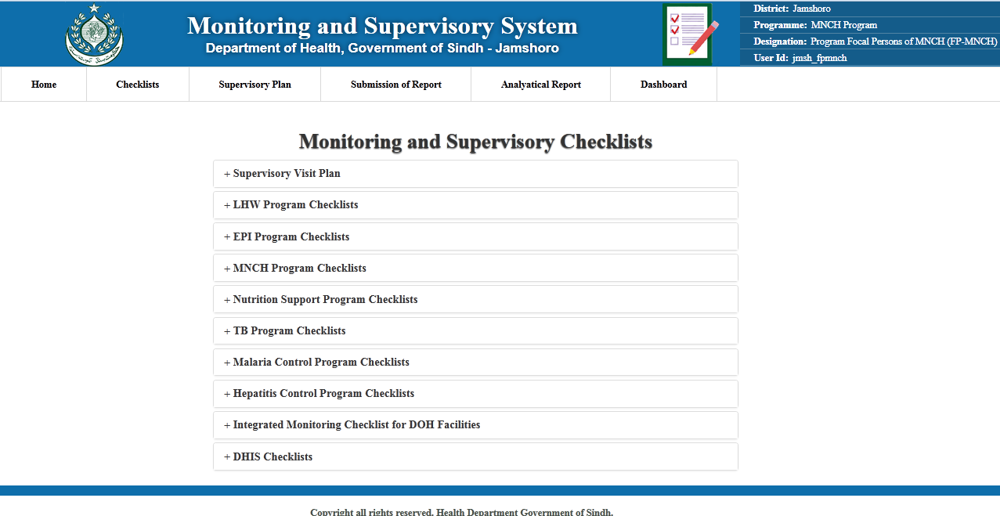 Monitoring and Supervisory System
Department of Health, Government of Sindh - Jamshoro
District: Jamshoro
Programme: MNCH Program
Designation: Program Focal Persons of MNCH (FP-MNCH)
User Id: jmsh_fpmnch
Home Checklists Supervisory Plan Submission of Report Analyatical Report Dashboard
Monitoring and Supervisory Checklists
+ Supervisory Visit Plan
+ LHW Program Checklists
+ EPI Program Checklists
+ MNCH Program Checklists
+ Nutrition Support Program Checklists
+ TB Program Checklists
+ Malaria Control Program Checklists
+ Hepatitis Control Program Checklists
+ Integrated Monitoring Checklist for DOH Facilities
+ DHIS Checklists
Copyright all rights reserved. Health Department Government of Sindh.